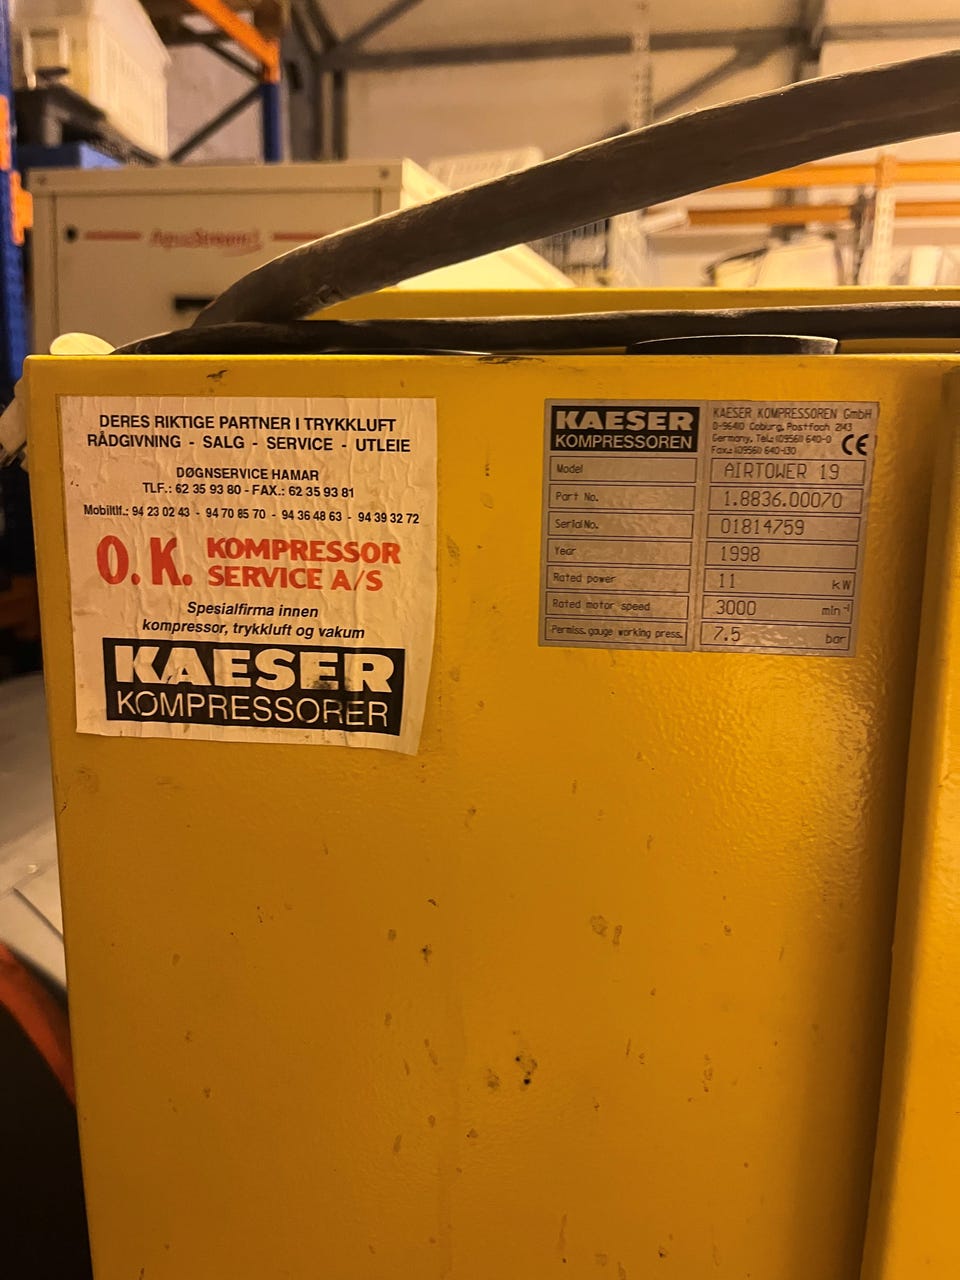 AquaStream
DERES RIKTIGE PARTNER I TRYKKLUFT
RÅDGIVNING - SALG - SERVICE - UTLEIE
DØGNSERVICE HAMAR
TLF.: 62 35 93 80 - FAX.: 62 35 93 81
Mobiltlf.: 94 23 02 43 - 94 70 85 70 - 94 36 48 63 - 94 39 32 72
O.K. KOMPRESSOR
SERVICE A/S
Spesialfirma innen
kompressor, trykkluft og vakum
KAESER
KOMPRESSORER
KAESER
KOMPRESSOREN
KAESER KOMPRESSOREN GmbH
D-96410 Coburg, Postfach 2143
Germany, Tel.: (09561) 640-0
Fax.: (09561) 640-130
CE
Model AIRTOWER 19
Part No. 1.8836.00070
Serial No. 01814759
Year 1998
Rated power 11 kW
Rated motor speed 3000 min⁻¹
Permiss. gauge working press. 7.5 bar